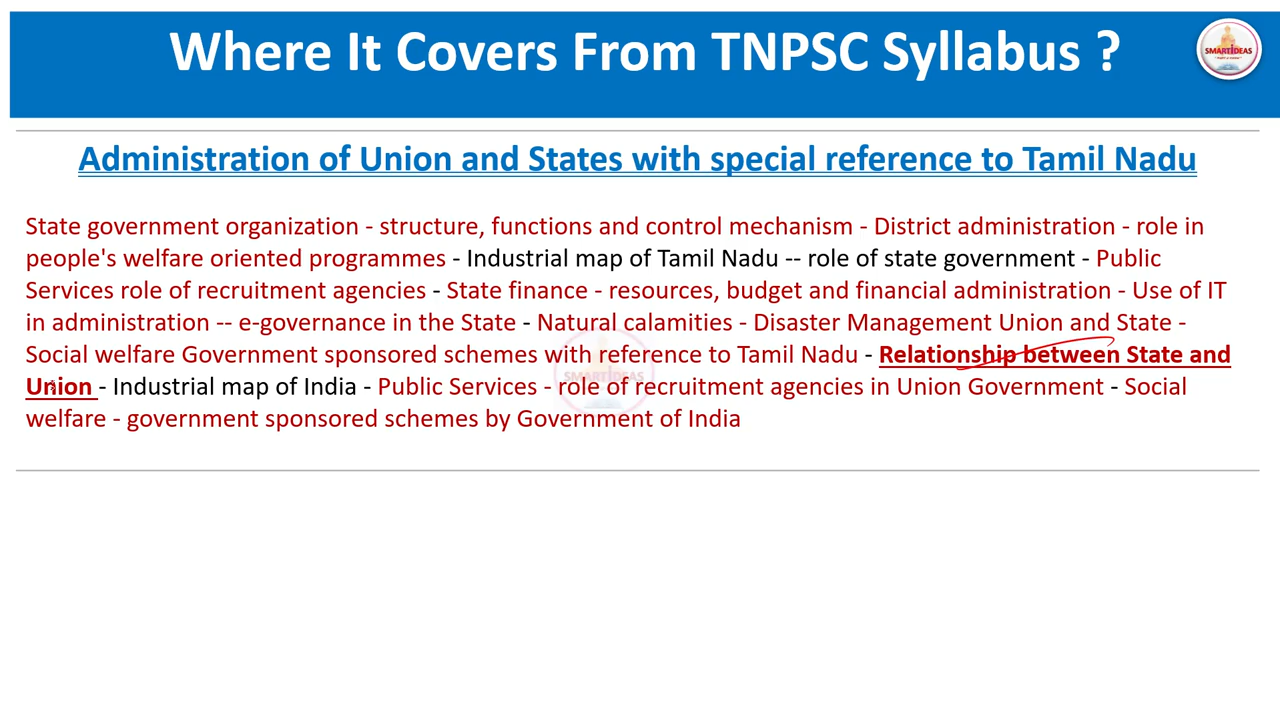 Where It Covers From TNPSC Syllabus ?
SMARTIDEAS
Administration of Union and States with special reference to Tamil Nadu
State government organization - structure, functions and control mechanism - District administration - role in
people's welfare oriented programmes - Industrial map of Tamil Nadu -- role of state government - Public
Services role of recruitment agencies - State finance - resources, budget and financial administration - Use of IT
in administration -- e-governance in the State - Natural calamities - Disaster Management Union and State -
Social welfare Government sponsored schemes with reference to Tamil Nadu - Relationship between State and
Union - Industrial map of India - Public Services - role of recruitment agencies in Union Government - Social
welfare - government sponsored schemes by Government of India
SMARTIDEAS